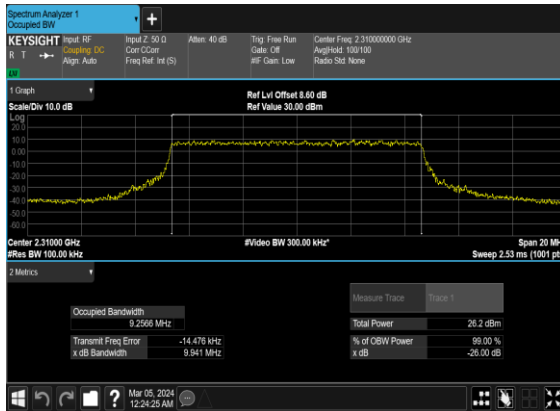 Spectrum Analyzer 1
Occupied BW
KEYSIGHT
R T
Input: RF
Coupling: DC
Align: Auto
Input Z: 50 Ω
Corr CCorr
Freq Ref: Int (S)
Atten: 40 dB
Trig: Free Run
Gate: Off
#IF Gain: Low
Center Freq: 2.310000000 GHz
Avg|Hold: 100/100
Radio Std: None
1 Graph
Scale/Div 10.0 dB
Ref Lvl Offset 8.60 dB
Ref Value 30.00 dBm
Log
20.0
10.0
0.00
-10.0
-20.0
-30.0
-40.0
-50.0
-60.0
Center 2.31000 GHz
#Res BW 100.00 kHz
#Video BW 300.00 kHz*
Span 20 MH
Sweep 2.53 ms (1001 pt
2 Metrics
Measure Trace Trace 1
Occupied Bandwidth
9.2566 MHz
Total Power 26.2 dBm
Transmit Freq Error -14.476 kHz
% of OBW Power 99.00 %
x dB Bandwidth 9.941 MHz
x dB -26.00 dB
?
Mar 05, 2024
12:24:25 AM